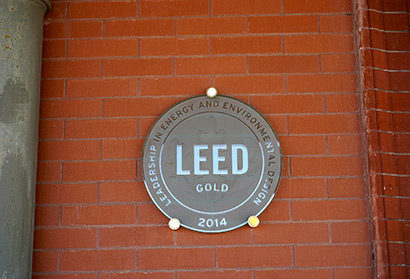 LEADERSHIP IN ENERGY AND ENVIRONMENTAL DESIGN
LEED
GOLD
2014